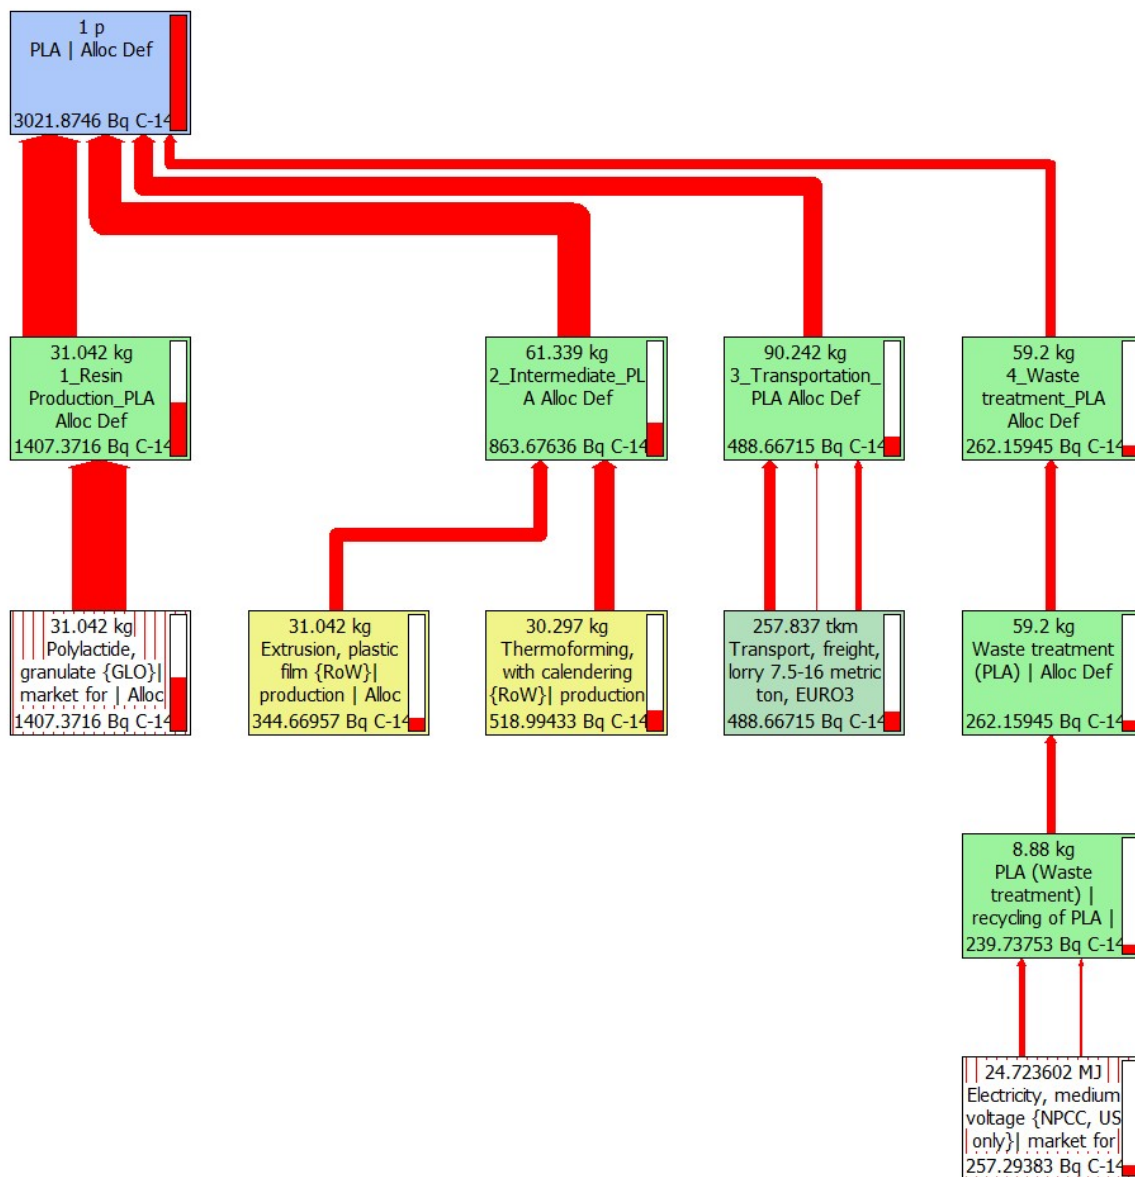 1 p
PLA | Alloc Def
3021.8746 Bq C-14
31.042 kg
1_Resin
Production_PLA
Alloc Def
1407.3716 Bq C-14
61.339 kg
2_Intermediate_PL
A Alloc Def
863.67636 Bq C-14
90.242 kg
3_Transportation_
PLA Alloc Def
488.66715 Bq C-14
59.2 kg
4_Waste
treatment_PLA
Alloc Def
262.15945 Bq C-14
31.042 kg
Polylactide,
granulate {GLO}|
market for | Alloc
1407.3716 Bq C-14
31.042 kg
Extrusion, plastic
film {RoW}|
production | Alloc
344.66957 Bq C-14
30.297 kg
Thermoforming,
with calendering
{RoW}| production
518.99433 Bq C-14
257.837 tkm
Transport, freight,
lorry 7.5-16 metric
ton, EURO3
488.66715 Bq C-14
59.2 kg
Waste treatment
(PLA) | Alloc Def
262.15945 Bq C-14
8.88 kg
PLA (Waste
treatment) |
recycling of PLA |
239.73753 Bq C-14
24.723602 MJ
Electricity, medium
voltage {NPCC, US
only}| market for
257.29383 Bq C-14